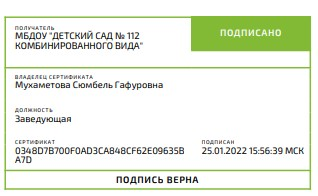 ПОЛУЧАТЕЛЬ
МБДОУ "ДЕТСКИЙ САД № 112
КОМБИНИРОВАННОГО ВИДА"
ПОДПИСАНО
ВЛАДЕЛЕЦ СЕРТИФИКАТА
Мухаметова Сюмбель Гафуровна
ДОЛЖНОСТЬ
Заведующая
СЕРТИФИКАТ
0348D7B700F0AD3CA848CF62E09635B
A7D
ПОДПИСАН
25.01.2022 15:56:39 МСК
ПОДПИСЬ ВЕРНА